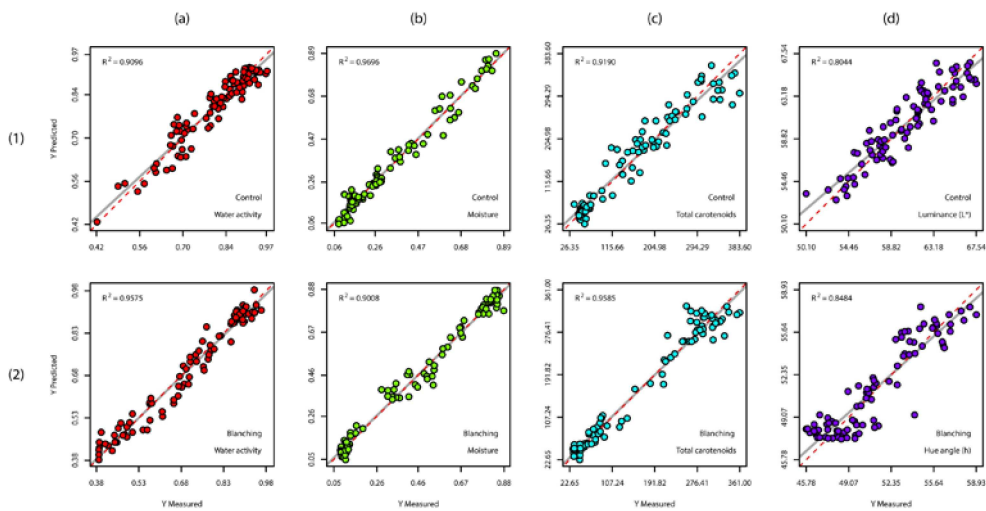 (a) (b) (c) (d)
(1)
Y Predicted
0.97
0.84
0.70
0.56
0.42
R² = 0.9096
Control
Water activity
0.42 0.56 0.70 0.84 0.97
0.89
0.68
0.47
0.26
0.06
R² = 0.9696
Control
Moisture
0.06 0.26 0.47 0.68 0.89
383.60
294.29
204.98
115.66
26.35
R² = 0.9190
Control
Total carotenoids
26.35 115.66 204.98 294.29 383.60
67.54
63.18
58.82
54.46
50.10
R² = 0.8044
Control
Luminance (L*)
50.10 54.46 58.82 63.18 67.54
(2)
Y Predicted
0.98
0.83
0.68
0.53
0.38
R² = 0.9575
Blanching
Water activity
0.38 0.53 0.68 0.83 0.98
Y Measured
0.88
0.67
0.46
0.26
0.05
R² = 0.9008
Blanching
Moisture
0.05 0.26 0.46 0.67 0.88
Y Measured
361.00
276.41
191.82
107.24
22.65
R² = 0.9585
Blanching
Total carotenoids
22.65 107.24 191.82 276.41 361.00
Y Measured
58.93
55.64
52.35
49.07
45.78
R² = 0.8484
Blanching
Hue angle (h)
45.78 49.07 52.35 55.64 58.93
Y Measured